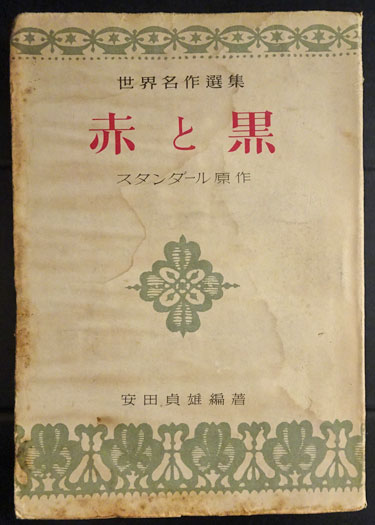 世界名作選集
赤と黒
スタンダール原作
安田貞雄編著